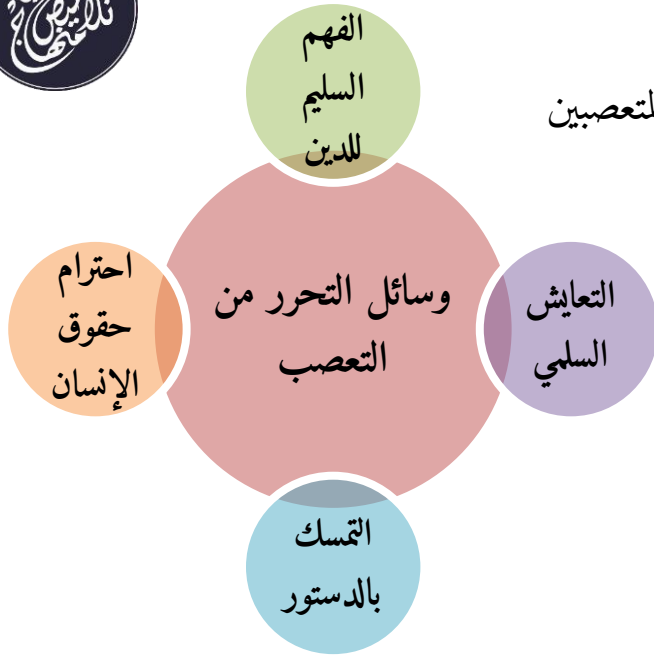 الفهم
السليم
للدين
لمتعصبين
وسائل التحرر من
التعصب
التعايش
السلمي
احترام
حقوق
الإنسان
التمسك
بالدستور